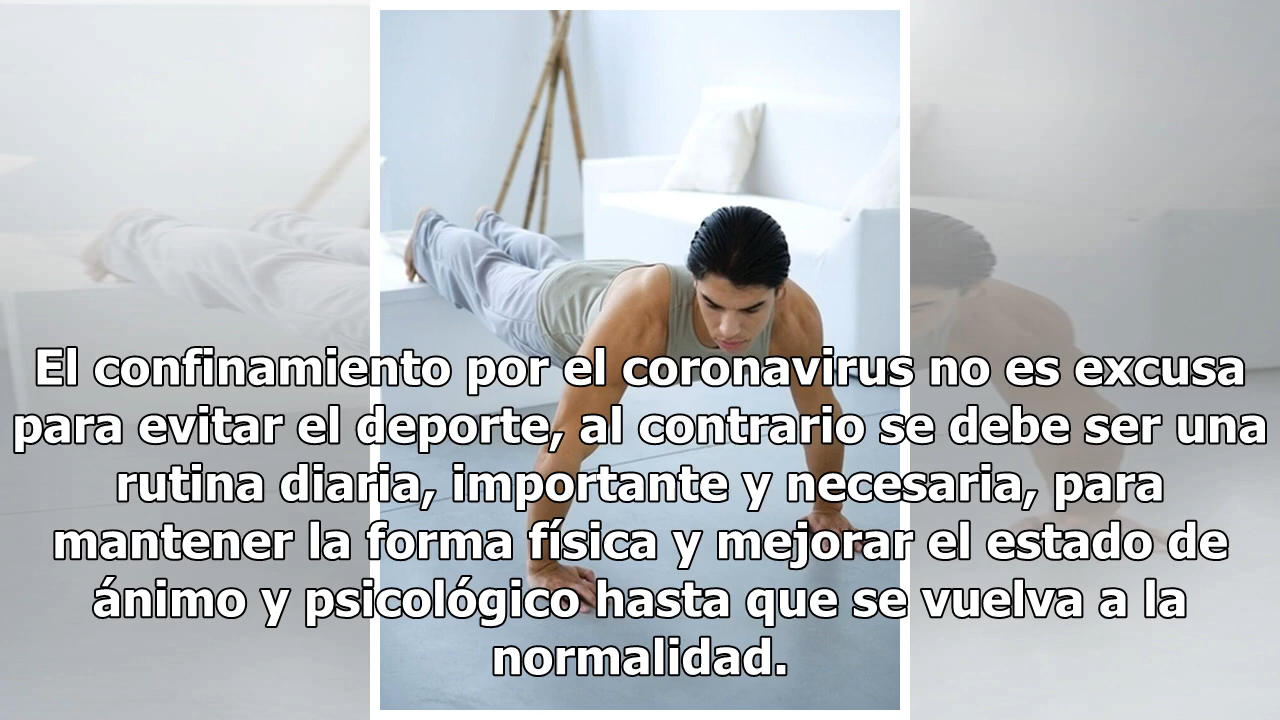 El confinamiento por el coronavirus no es excusa
para evitar el deporte, al contrario se debe ser una
rutina diaria, importante y necesaria, para
mantener la forma física y mejorar el estado de
ánimo y psicológico hasta que se vuelva a la
normalidad.